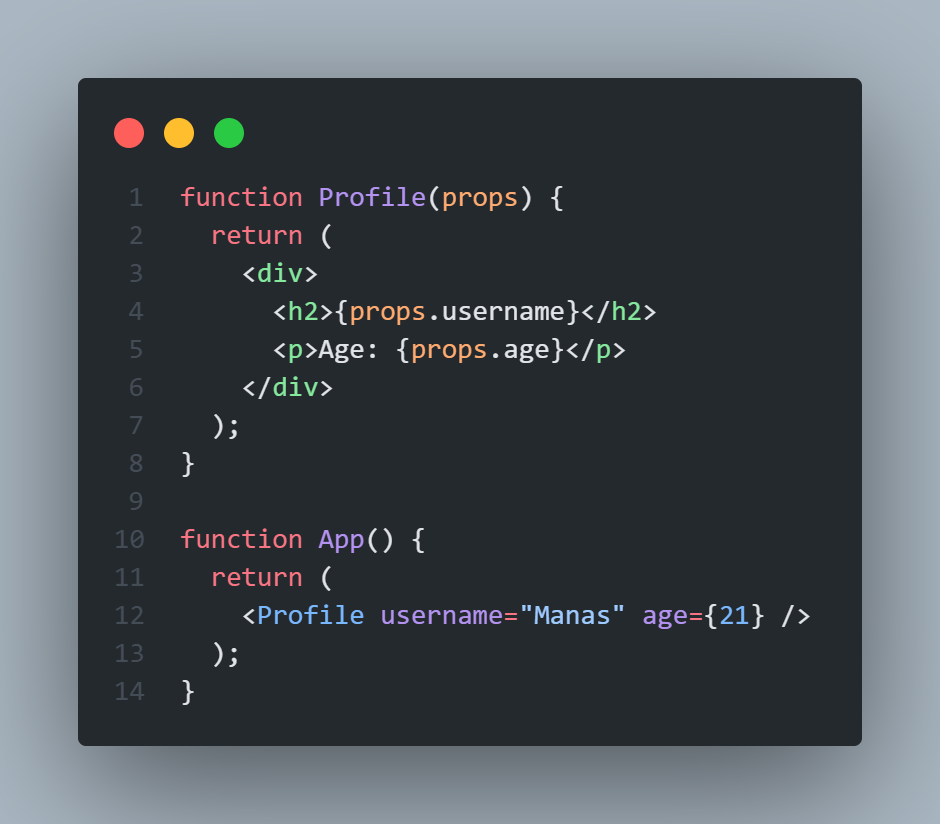 1 function Profile(props) {
2   return (
3     <div>
4       <h2>{props.username}</h2>
5       <p>Age: {props.age}</p>
6     </div>
7   );
8 }
9
10 function App() {
11   return (
12     <Profile username="Manas" age={21} />
13   );
14 }